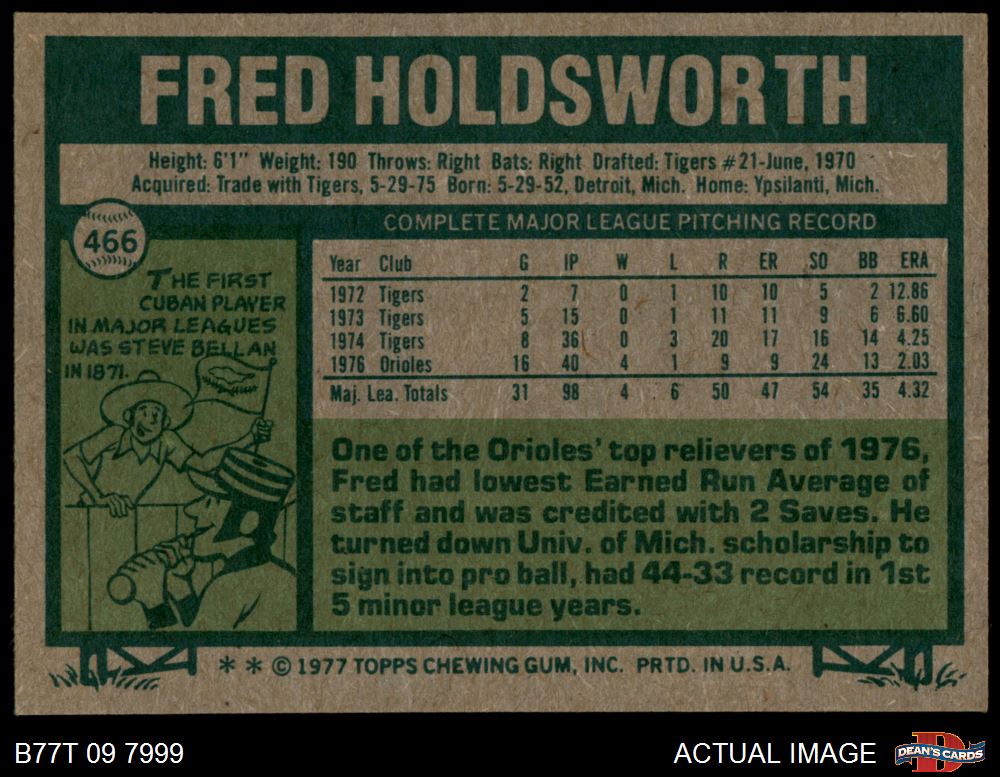 FRED HOLDSWORTH
Height: 6'1" Weight: 190 Throws: Right Bats: Right Drafted: Tigers #21-June, 1970
Acquired: Trade with Tigers, 5-29-75 Born: 5-29-52, Detroit, Mich. Home: Ypsilanti, Mich.
466
THE FIRST
CUBAN PLAYER
IN MAJOR LEAGUES
WAS STEVE BELLAN
IN 1871.
COMPLETE MAJOR LEAGUE PITCHING RECORD
Year Club G IP W L R ER SO BB ERA
1972 Tigers 2 7 0 1 10 10 5 2 12.86
1973 Tigers 5 15 0 1 11 11 9 6 6.60
1974 Tigers 8 36 0 3 20 17 16 14 4.25
1976 Orioles 16 40 4 1 9 9 24 13 2.03
Maj. Lea. Totals 31 98 4 6 50 47 54 35 4.32
One of the Orioles' top relievers of 1976,
Fred had lowest Earned Run Average of
staff and was credited with 2 Saves. He
turned down Univ. of Mich. scholarship to
sign into pro ball, had 44-33 record in 1st
5 minor league years.
* * © 1977 TOPPS CHEWING GUM, INC. PRTD. IN U.S.A.
B77T 09 7999
ACTUAL IMAGE
D
DEAN'S CARDS